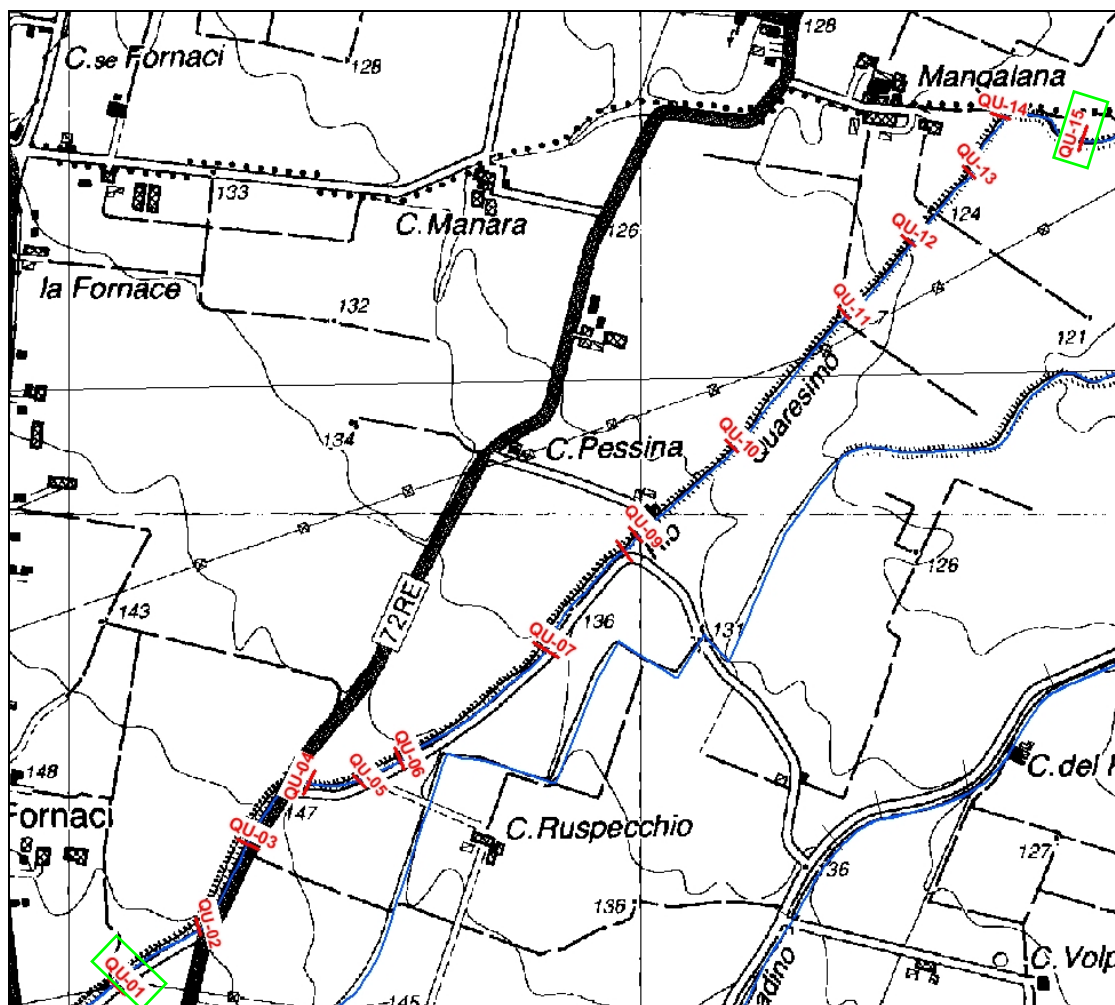 128
C.se Fornaci
128
Mandalana
QU-14
QU-15
QU-13
133
C. Manara
126
124
QU-12
la Fornace
132
QU-11
121
Quaresimo
134
C. Pessina
QU-10
QU-09
126
143
72RE
136
131
QU-07
148
QU-04
QU-06
QU-05
C. del
Fornaci
147
QU-03
C. Ruspecchio
127
136
136
QU-02
C. Volp
QU-01
145